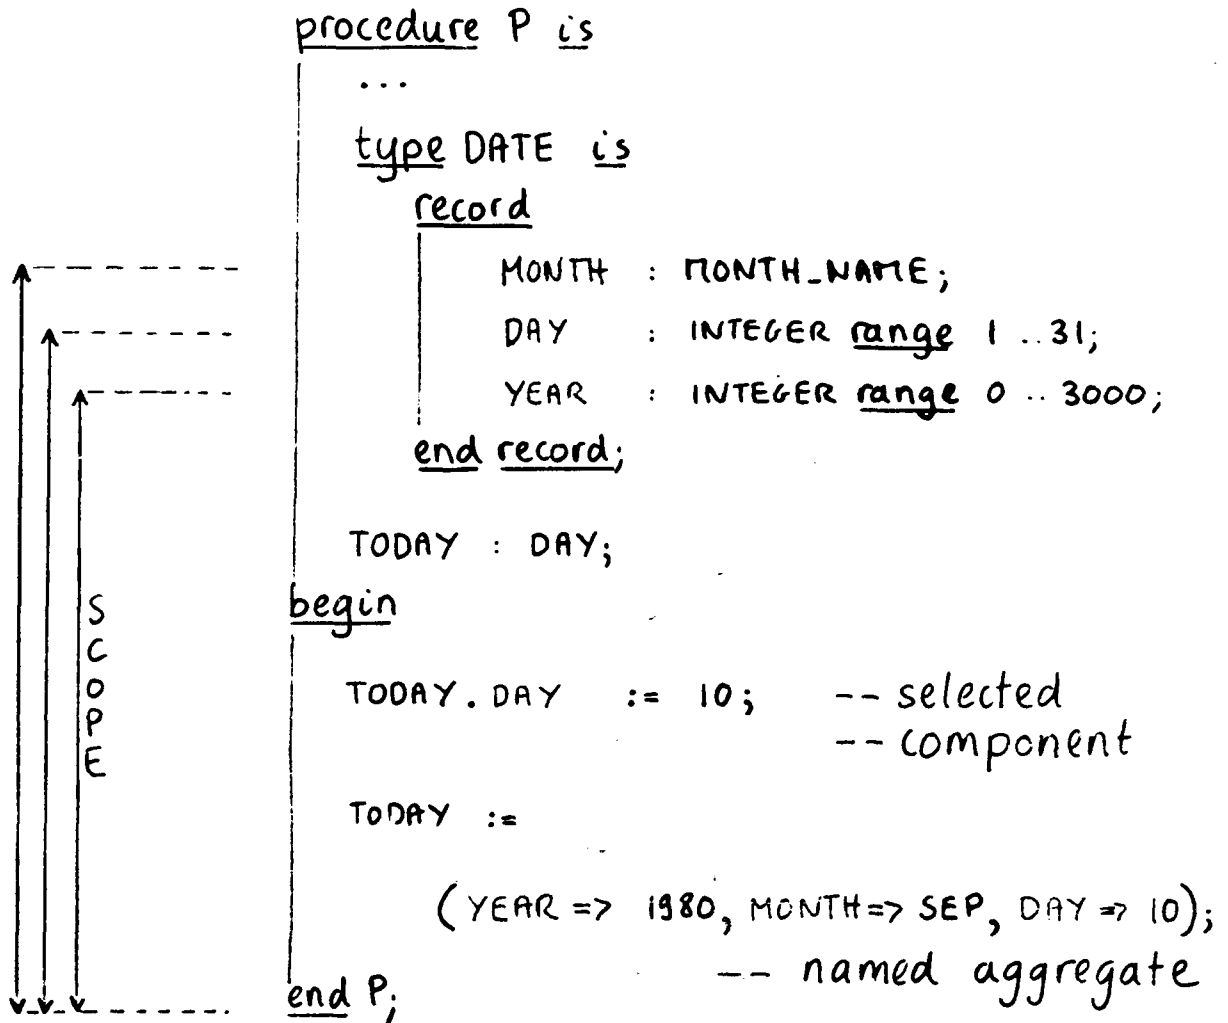 procedure P is
...
type DATE is
record
MONTH : MONTH_NAME;
DAY : INTEGER range 1 .. 31;
YEAR : INTEGER range 0 .. 3000;
end record;
TODAY : DAY;
begin
SCOPE
TODAY.DAY := 10; -- selected
-- component
TODAY :=
(YEAR => 1980, MONTH => SEP, DAY => 10);
-- named aggregate
end P;